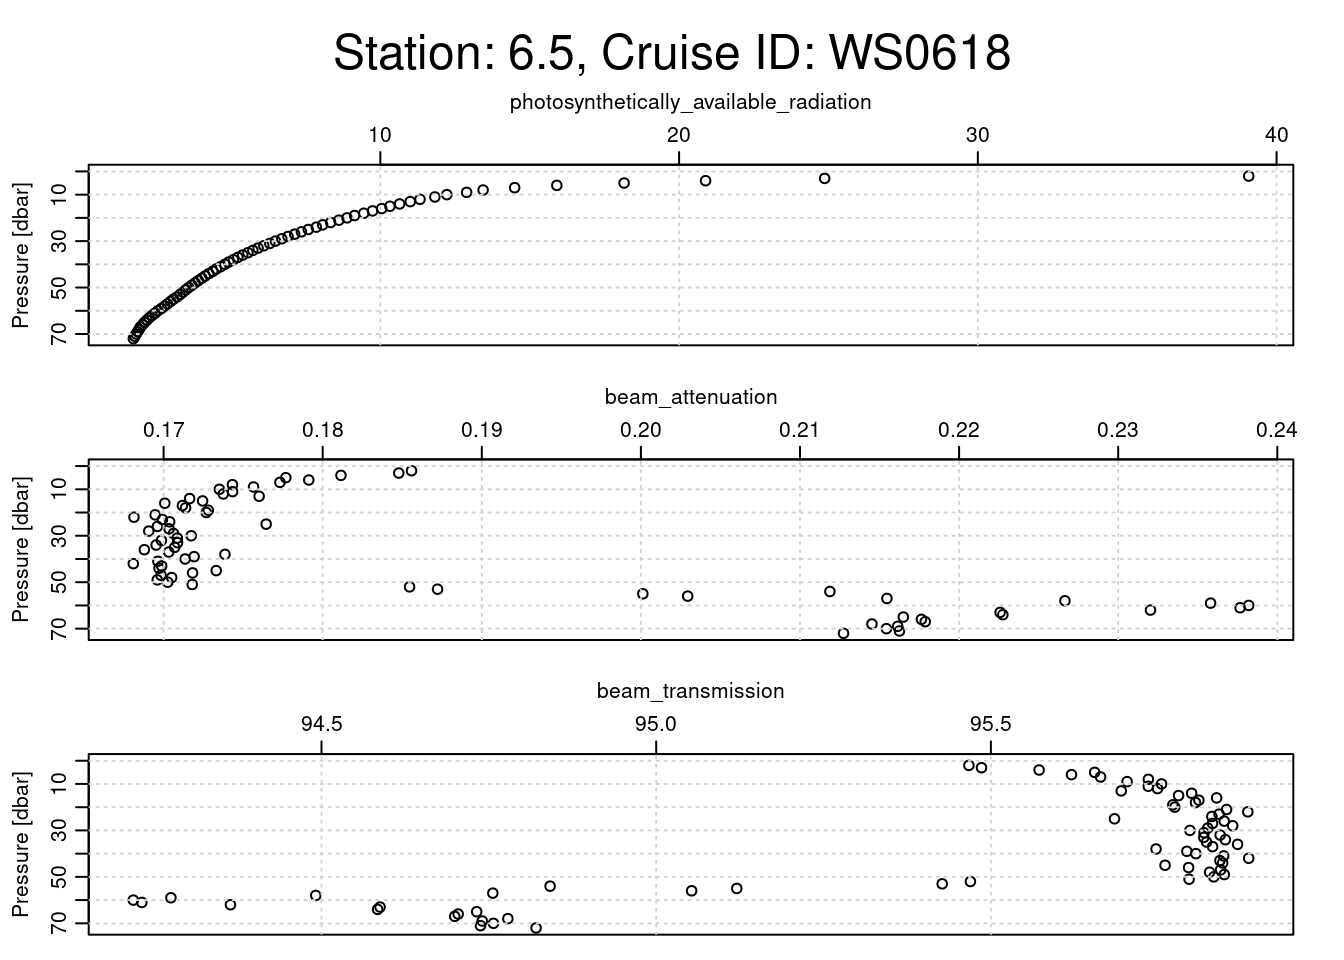 Station: 6.5, Cruise ID: WS0618
photosynthetically_available_radiation
10 20 30 40
Pressure [dbar]
10
30
50
70
beam_attenuation
0.17 0.18 0.19 0.20 0.21 0.22 0.23 0.24
Pressure [dbar]
10
30
50
70
beam_transmission
94.5 95.0 95.5
Pressure [dbar]
10
30
50
70